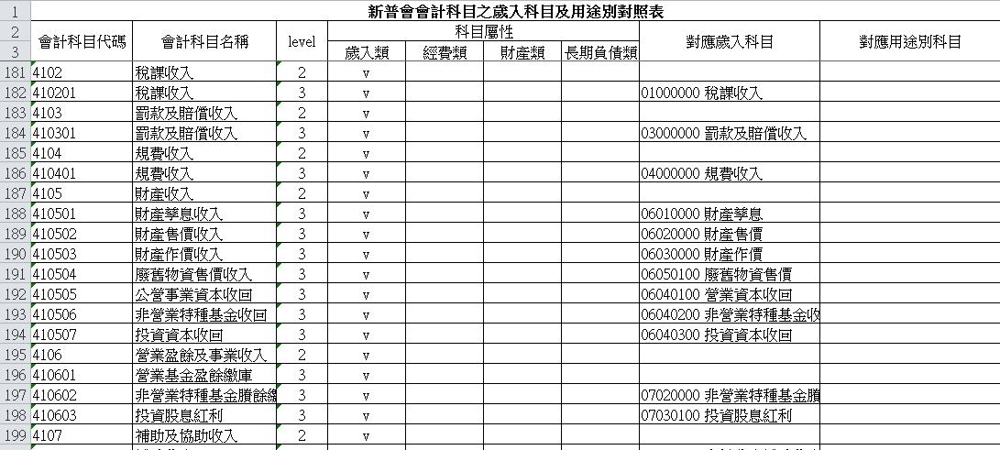 1 新普會會計科目之歲入科目及用途別對照表
2 會計科目代碼 會計科目名稱 level 科目屬性 對應歲入科目 對應用途別科目
3 歲入類 經費類 財產類 長期負債類
181 4102 稅課收入 2 v
182 410201 稅課收入 3 v 01000000 稅課收入
183 4103 罰款及賠償收入 2 v
184 410301 罰款及賠償收入 3 v 03000000 罰款及賠償收入
185 4104 規費收入 2 v
186 410401 規費收入 3 v 04000000 規費收入
187 4105 財產收入 2 v
188 410501 財產孳息收入 3 v 06010000 財產孳息
189 410502 財產售價收入 3 v 06020000 財產售價
190 410503 財產作價收入 3 v 06030000 財產作價
191 410504 廢舊物資售價收入 3 v 06050100 廢舊物資售價
192 410505 公營事業資本收回 3 v 06040100 營業資本收回
193 410506 非營業特種基金收回 3 v 06040200 非營業特種基金收
194 410507 投資資本收回 3 v 06040300 投資資本收回
195 4106 營業盈餘及事業收入 2 v
196 410601 營業基金盈餘繳庫 3 v
197 410602 非營業特種基金賸餘繳 3 v 07020000 非營業特種基金賸
198 410603 投資股息紅利 3 v 07030100 投資股息紅利
199 4107 補助及協助收入 2 v